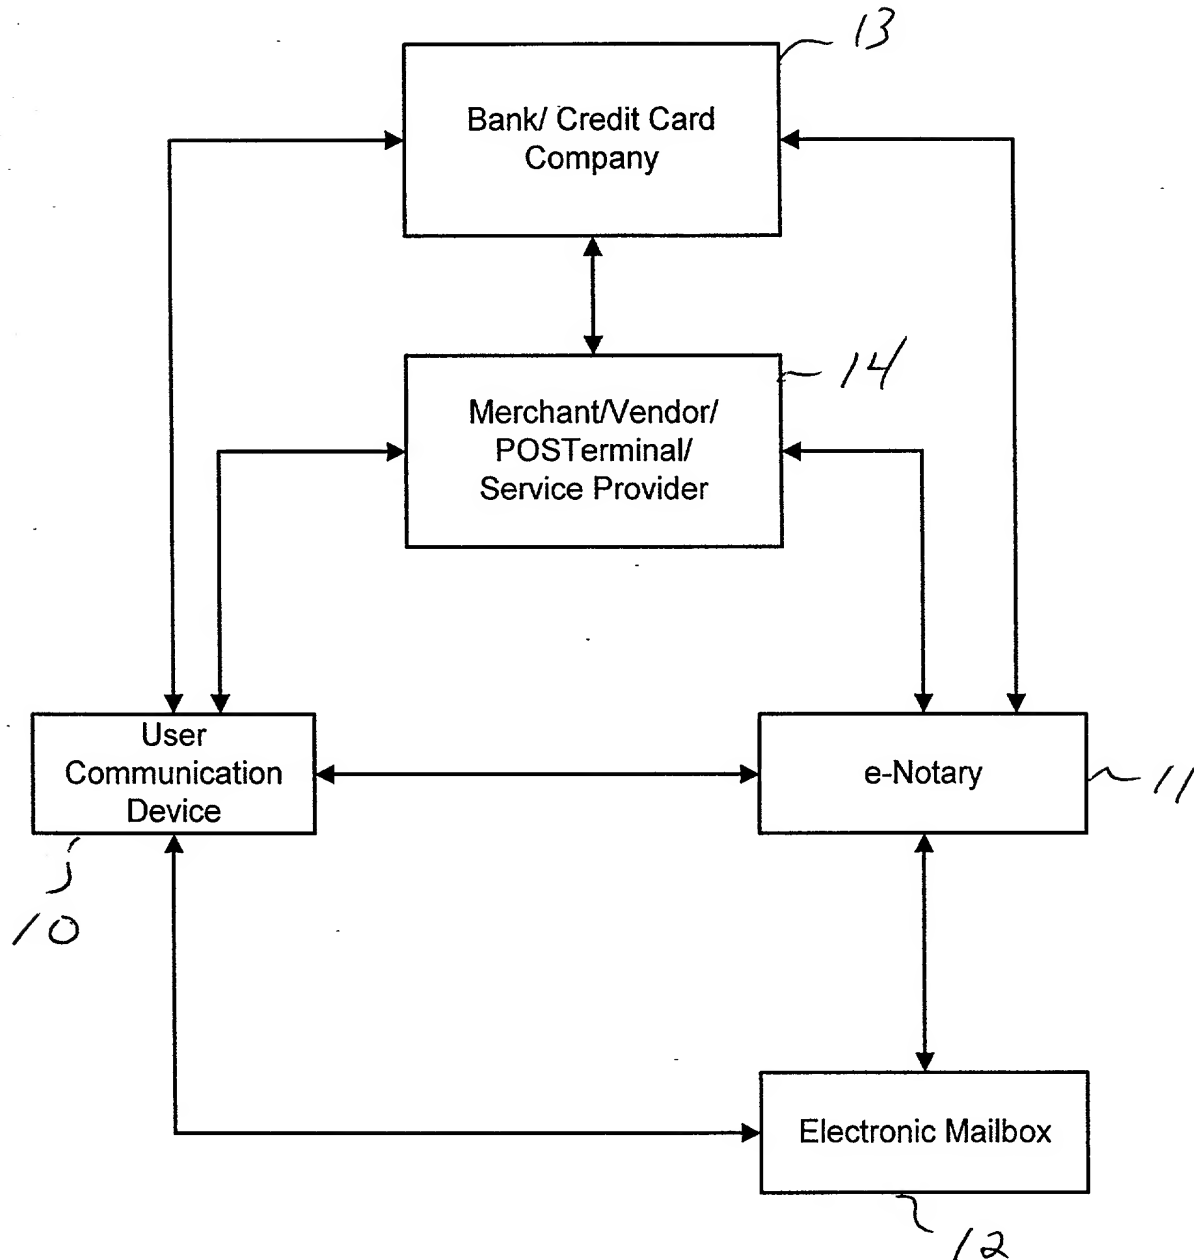 13
Bank/ Credit Card
Company
14
Merchant/Vendor/
POSTerminal/
Service Provider
User
Communication
Device
e-Notary
11
10
Electronic Mailbox
12